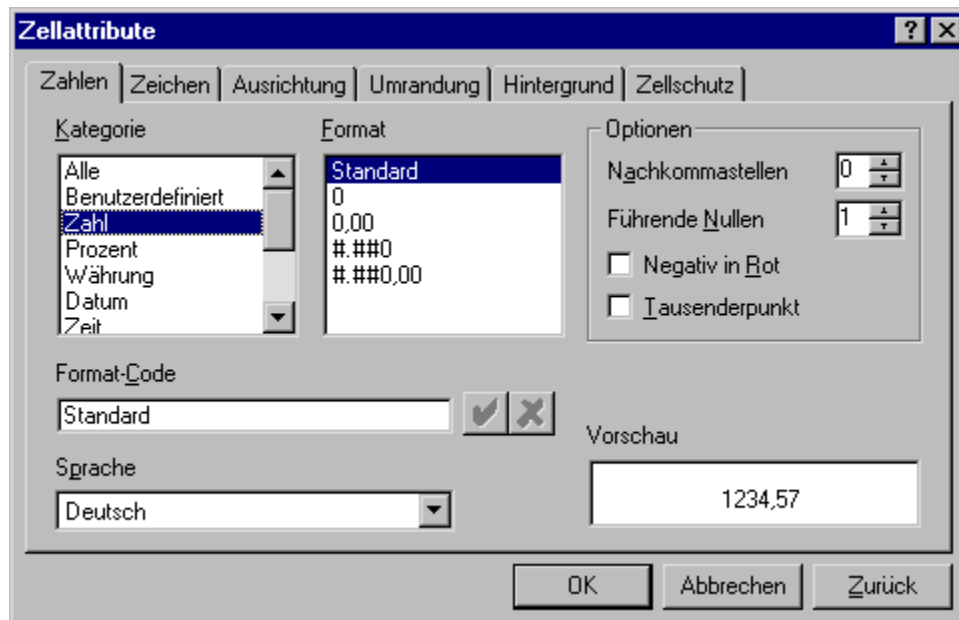 Zellattribute
Zahlen Zeichen Ausrichtung Umrandung Hintergrund Zellschutz
Kategorie
Alle
Benutzerdefiniert
Zahl
Prozent
Währung
Datum
Zeit
Format
Standard
0
0,00
#.##0
#.##0,00
Optionen
Nachkommastellen 0
Führende Nullen 1
Negativ in Rot
Tausenderpunkt
Format-Code
Standard
Sprache
Deutsch
Vorschau
1234,57
OK Abbrechen Zurück